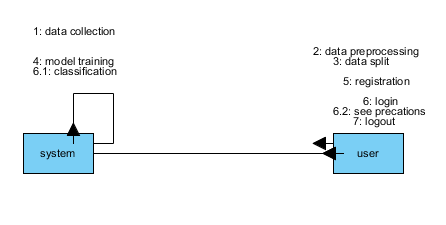 1: data collection
4: model training
6.1: classification
2: data preprocessing
3: data split
5: registration
6: login
6.2: see precations
7: logout
system
user